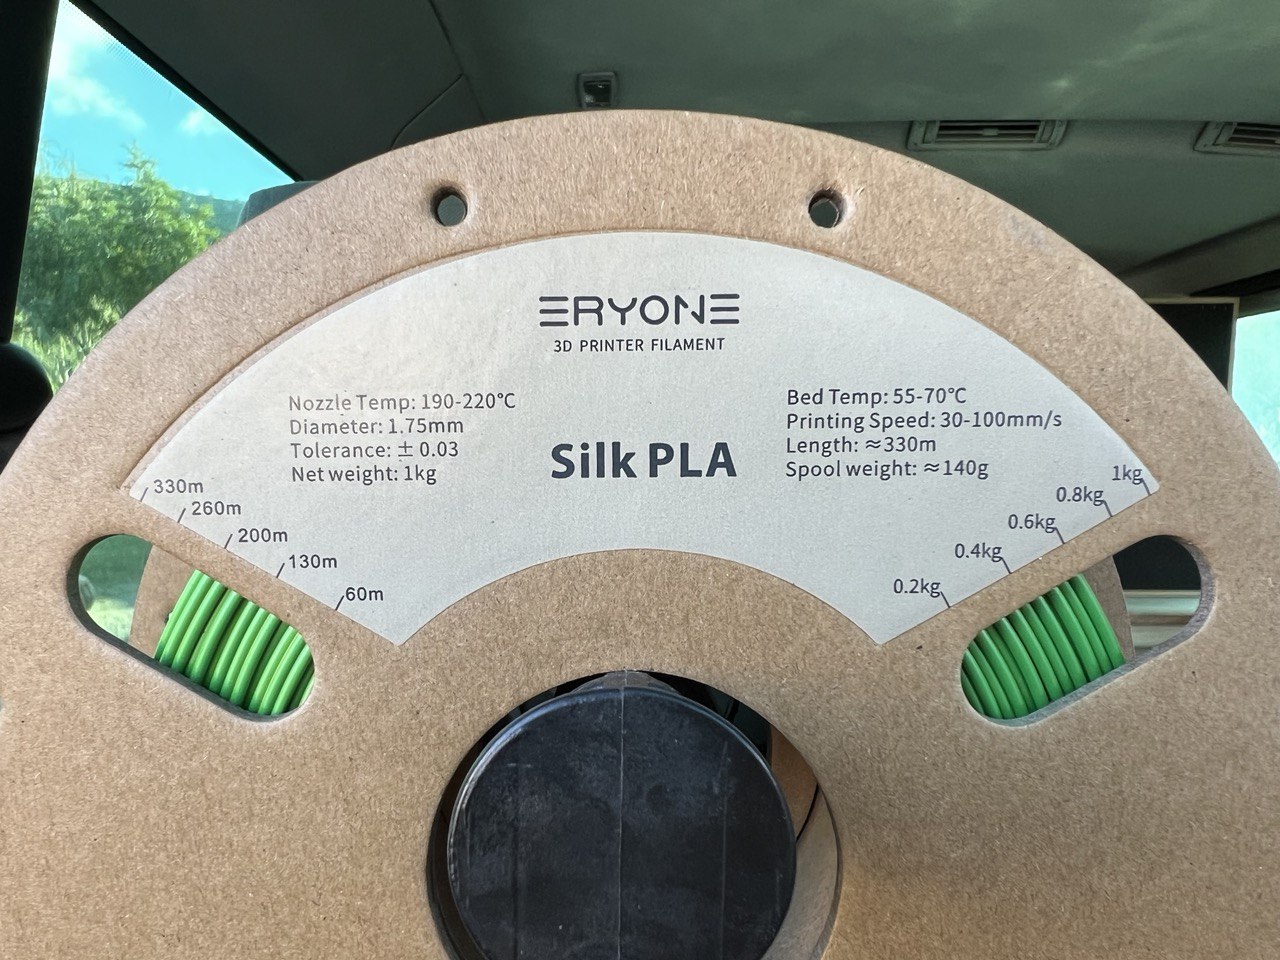 ERYONE
3D PRINTER FILAMENT
Nozzle Temp: 190-220°C
Diameter: 1.75mm
Tolerance: ± 0.03
Net weight: 1kg
Silk PLA
Bed Temp: 55-70°C
Printing Speed: 30-100mm/s
Length: ≈330m
Spool weight: ≈140g
330m
260m
200m
130m
60m
1kg
0.8kg
0.6kg
0.4kg
0.2kg